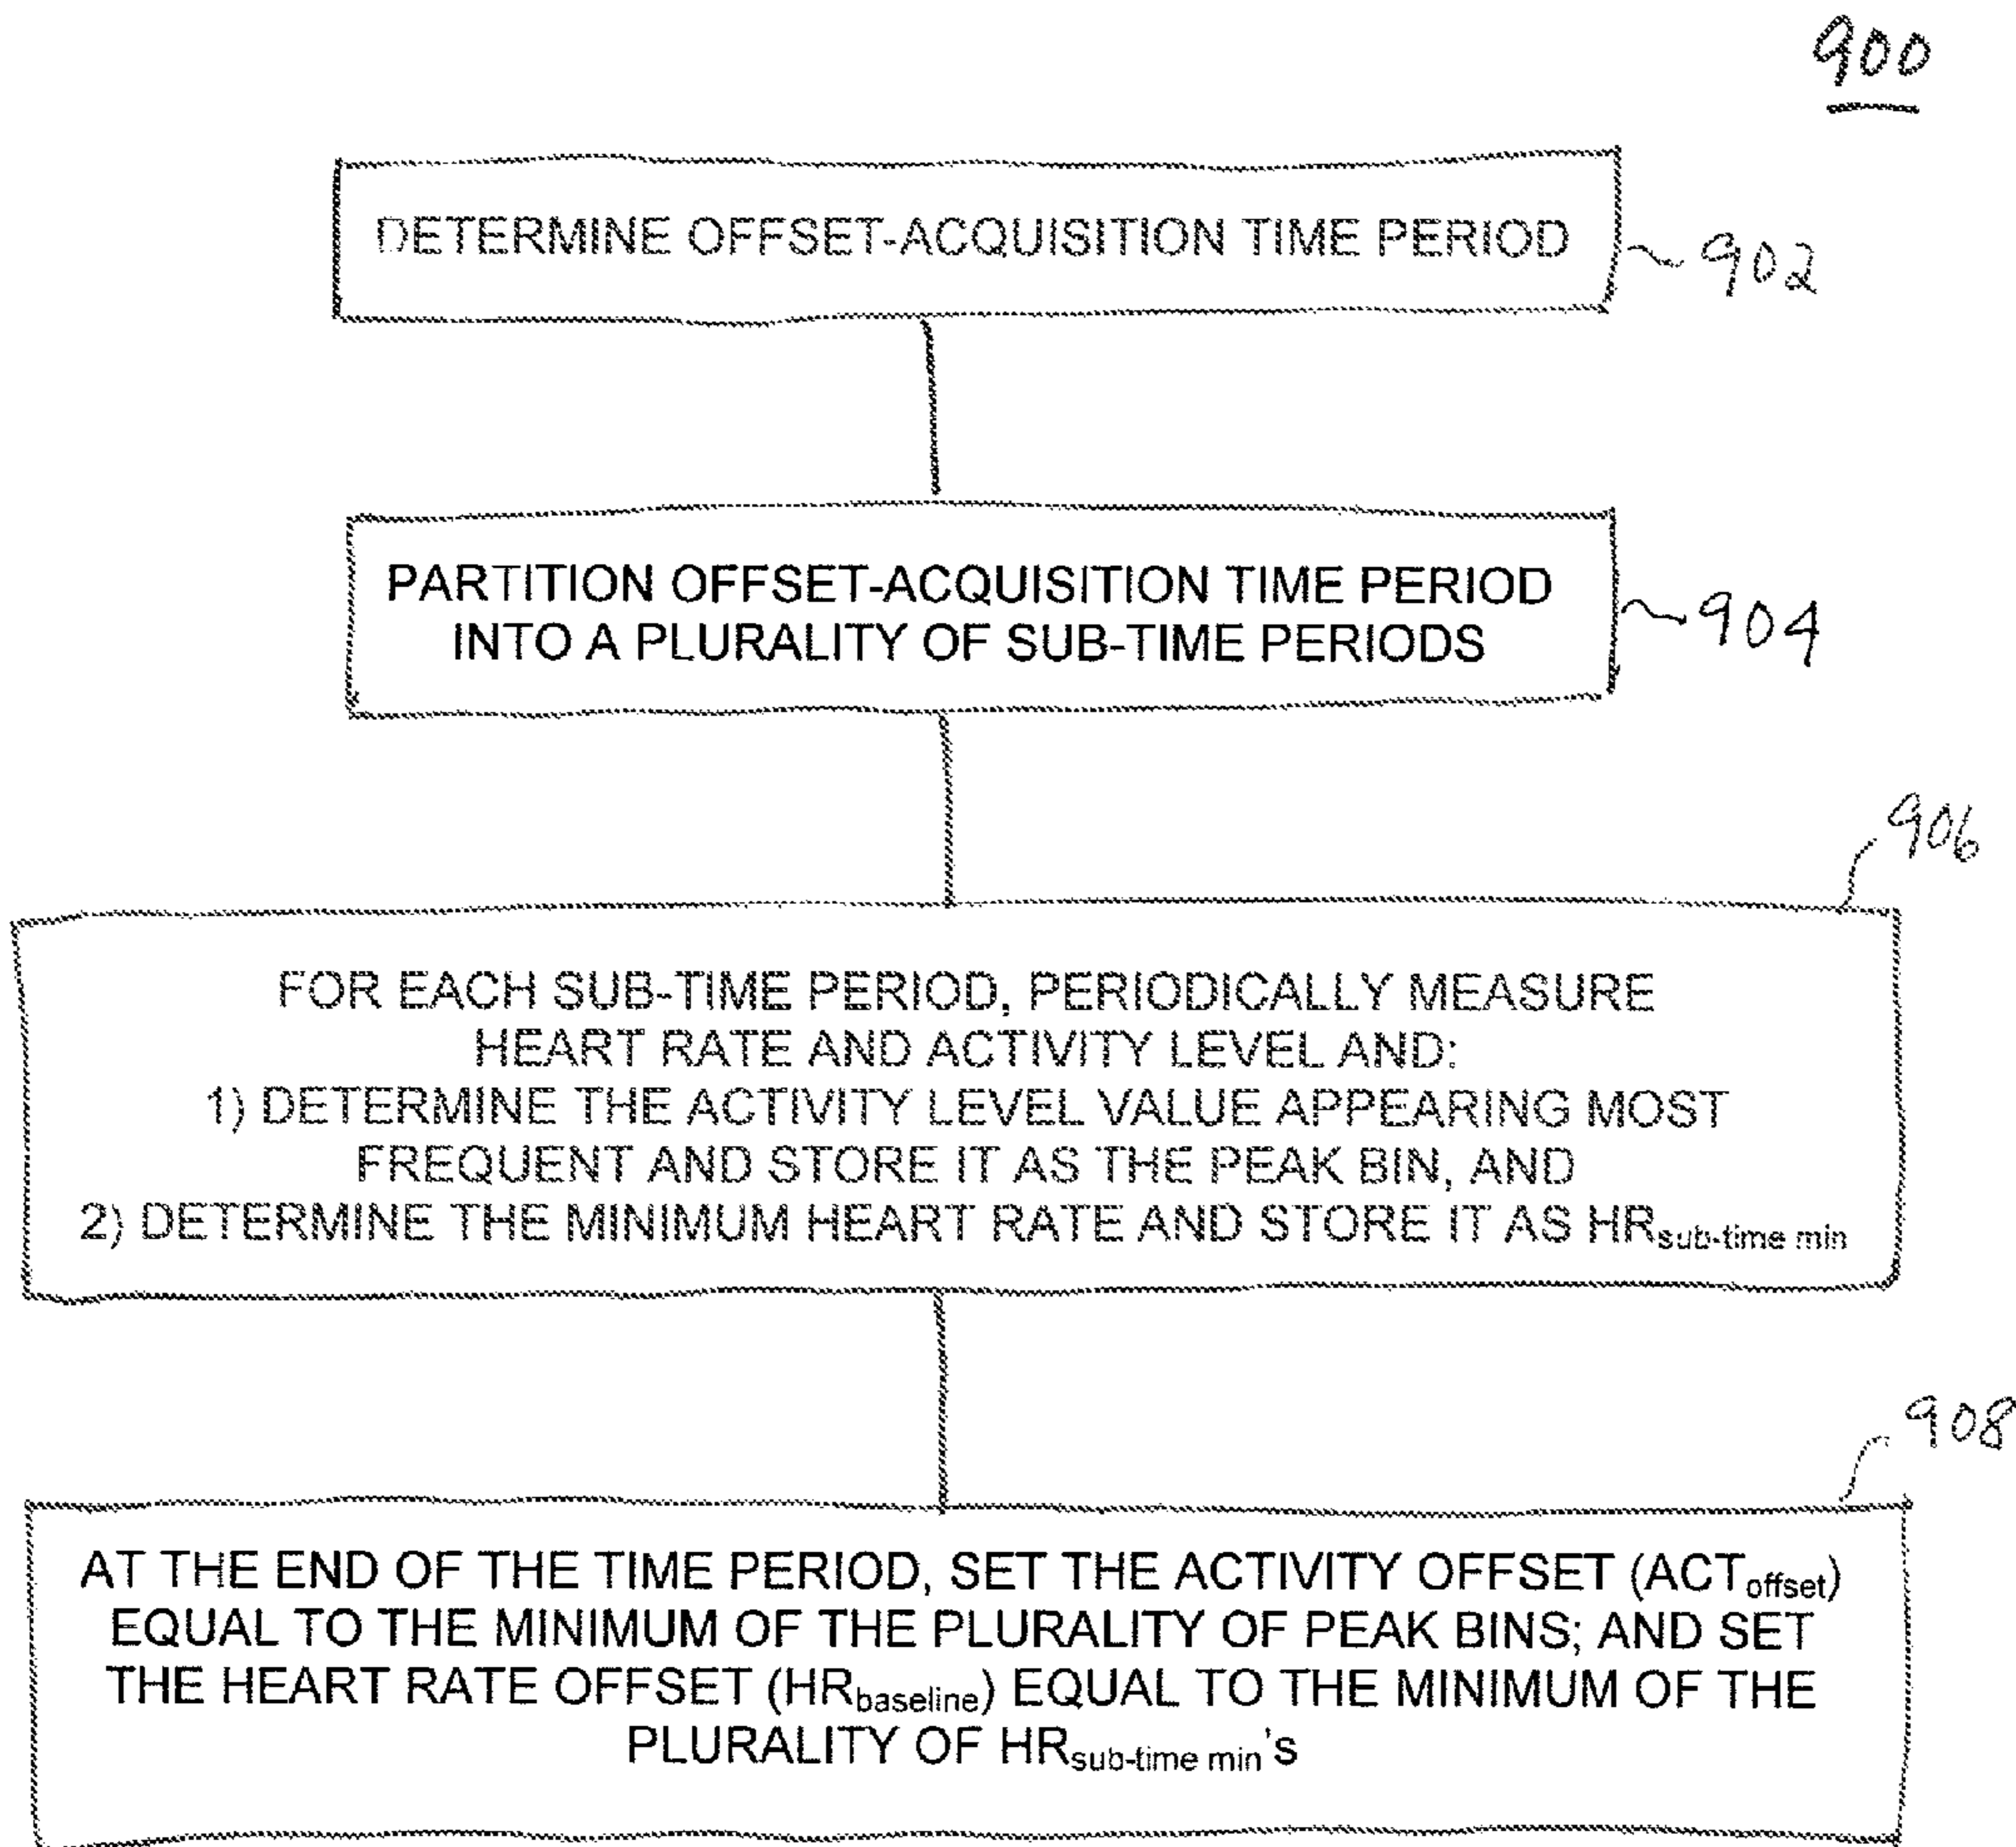 900
DETERMINE OFFSET-ACQUISITION TIME PERIOD
902
PARTITION OFFSET-ACQUISITION TIME PERIOD
INTO A PLURALITY OF SUB-TIME PERIODS
904
906
FOR EACH SUB-TIME PERIOD, PERIODICALLY MEASURE
HEART RATE AND ACTIVITY LEVEL AND:
1) DETERMINE THE ACTIVITY LEVEL VALUE APPEARING MOST
FREQUENT AND STORE IT AS THE PEAK BIN, AND
2) DETERMINE THE MINIMUM HEART RATE AND STORE IT AS HRsub-time min
908
AT THE END OF THE TIME PERIOD, SET THE ACTIVITY OFFSET (ACToffset)
EQUAL TO THE MINIMUM OF THE PLURALITY OF PEAK BINS; AND SET
THE HEART RATE OFFSET (HRbaseline) EQUAL TO THE MINIMUM OF THE
PLURALITY OF HRsub-time min's